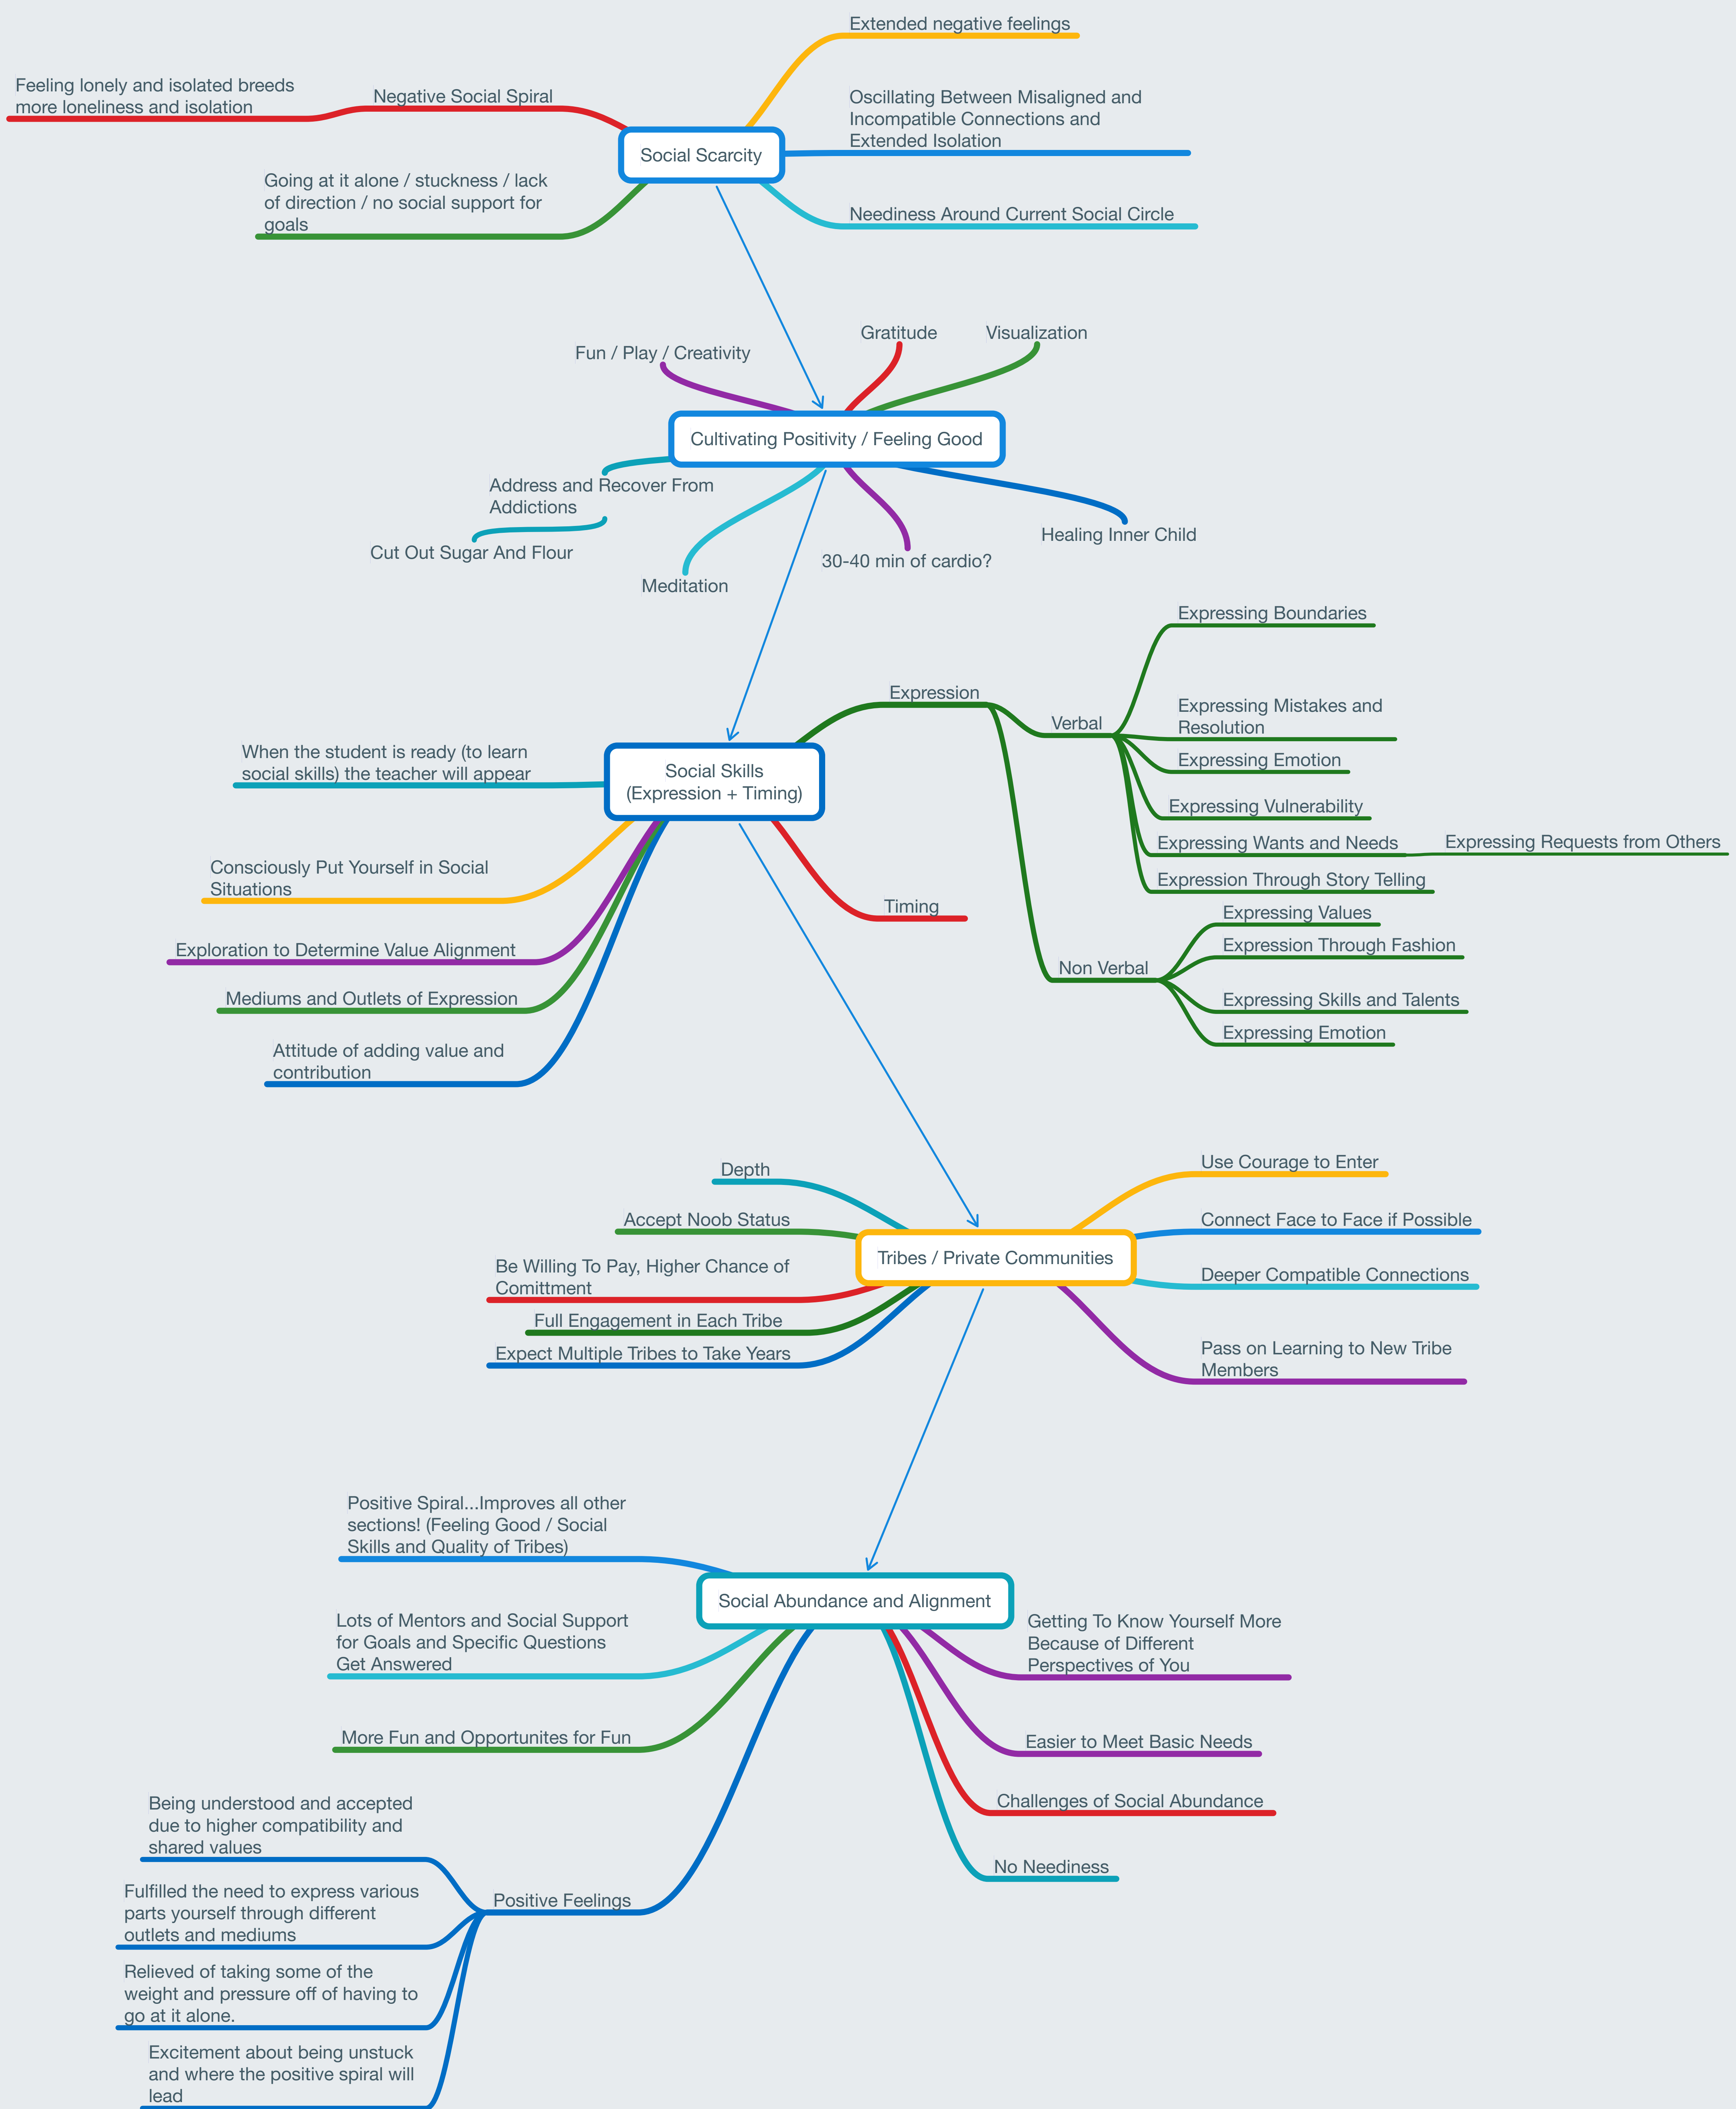 Extended negative feelings
Feeling lonely and isolated breeds
more loneliness and isolation
Negative Social Spiral
Oscillating Between Misaligned and
Incompatible Connections and
Extended Isolation
Social Scarcity
Going at it alone / stuckness / lack
of direction / no social support for
goals
Neediness Around Current Social Circle
Fun / Play / Creativity
Gratitude
Visualization
Cultivating Positivity / Feeling Good
Address and Recover From
Addictions
Cut Out Sugar And Flour
Meditation
30-40 min of cardio?
Healing Inner Child
Expressing Boundaries
Expression
Verbal
Expressing Mistakes and
Resolution
Expressing Emotion
Expressing Vulnerability
Expressing Wants and Needs
Expressing Requests from Others
Expression Through Story Telling
When the student is ready (to learn
social skills) the teacher will appear
Social Skills
(Expression + Timing)
Consciously Put Yourself in Social
Situations
Timing
Expressing Values
Expression Through Fashion
Non Verbal
Expressing Skills and Talents
Expressing Emotion
Exploration to Determine Value Alignment
Mediums and Outlets of Expression
Attitude of adding value and
contribution
Depth
Use Courage to Enter
Accept Noob Status
Connect Face to Face if Possible
Tribes / Private Communities
Be Willing To Pay, Higher Chance of
Comittment
Deeper Compatible Connections
Full Engagement in Each Tribe
Expect Multiple Tribes to Take Years
Pass on Learning to New Tribe
Members
Positive Spiral...Improves all other
sections! (Feeling Good / Social
Skills and Quality of Tribes)
Social Abundance and Alignment
Lots of Mentors and Social Support
for Goals and Specific Questions
Get Answered
Getting To Know Yourself More
Because of Different
Perspectives of You
More Fun and Opportunites for Fun
Easier to Meet Basic Needs
Challenges of Social Abundance
No Neediness
Being understood and accepted
due to higher compatibility and
shared values
Positive Feelings
Fulfilled the need to express various
parts yourself through different
outlets and mediums
Relieved of taking some of the
weight and pressure off of having to
go at it alone.
Excitement about being unstuck
and where the positive spiral will
lead